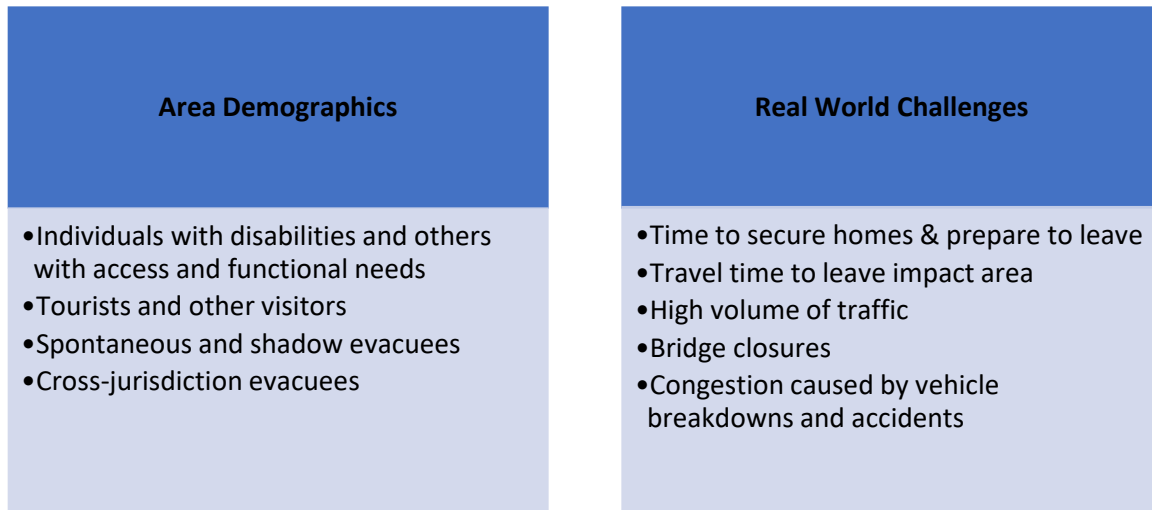 Area Demographics
•Individuals with disabilities and others
with access and functional needs
•Tourists and other visitors
•Spontaneous and shadow evacuees
•Cross-jurisdiction evacuees
Real World Challenges
•Time to secure homes & prepare to leave
•Travel time to leave impact area
•High volume of traffic
•Bridge closures
•Congestion caused by vehicle
breakdowns and accidents